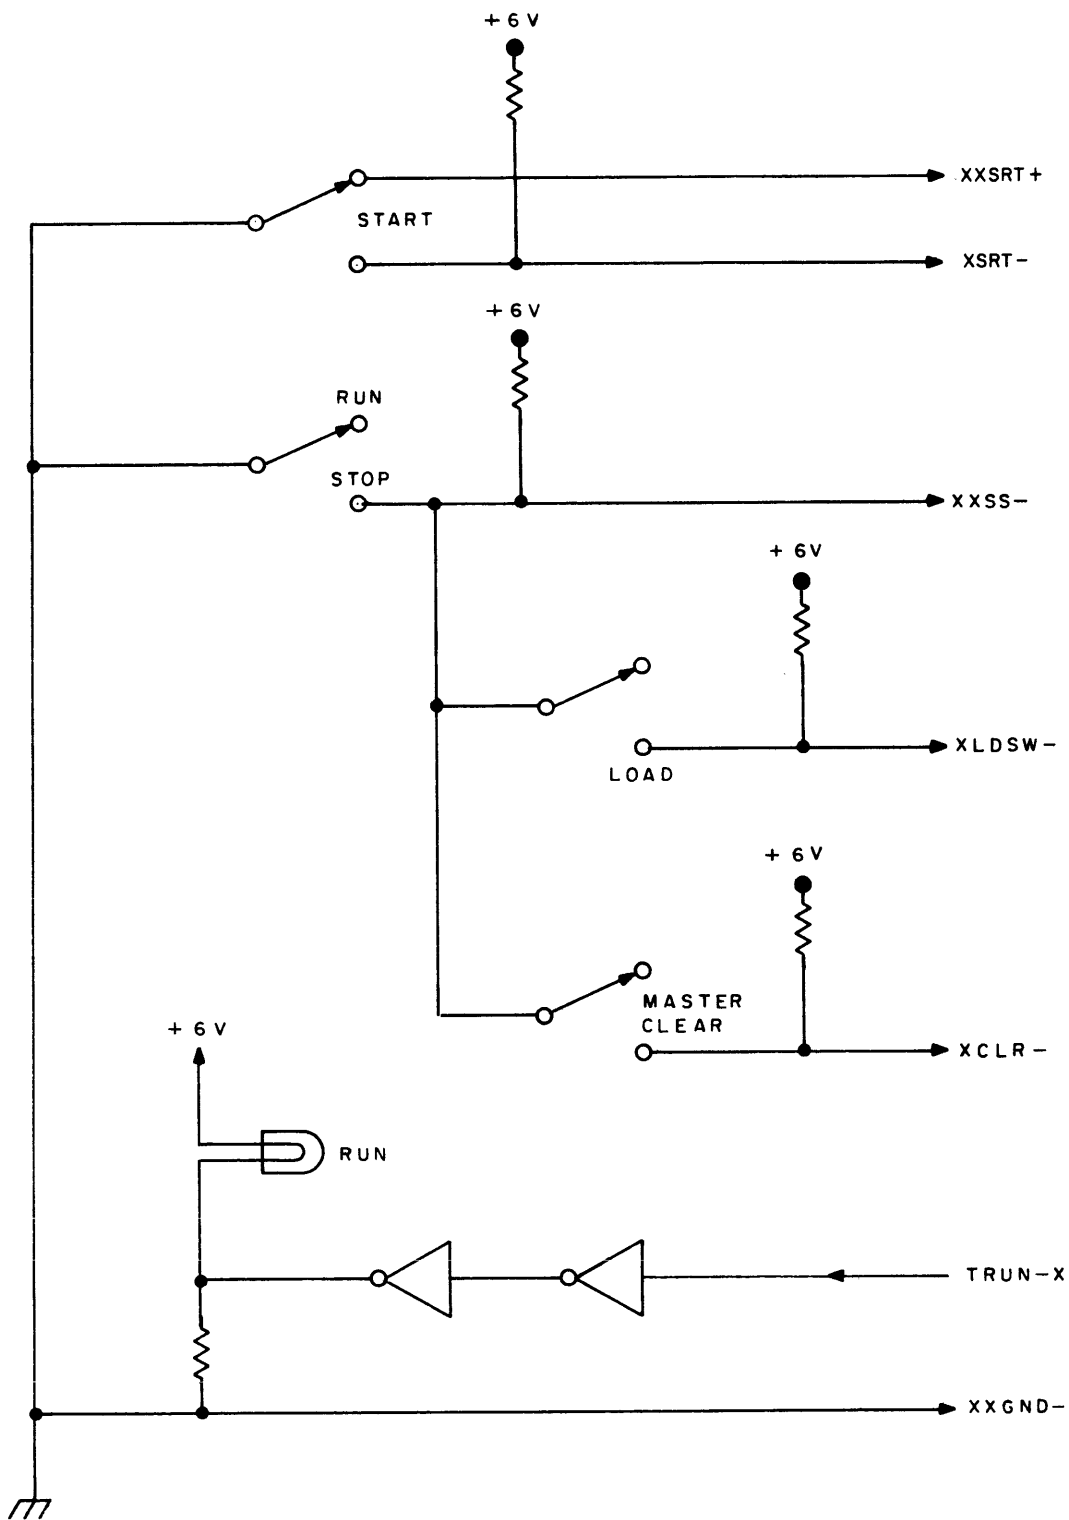 +6V
XXSRT+
START
XSRT-
+6V
RUN
STOP
XXSS-
+ 6V
XLDSW-
LOAD
+ 6V
MASTER
CLEAR
+ 6V
XCLR-
RUN
TRUN-X
XXGND-